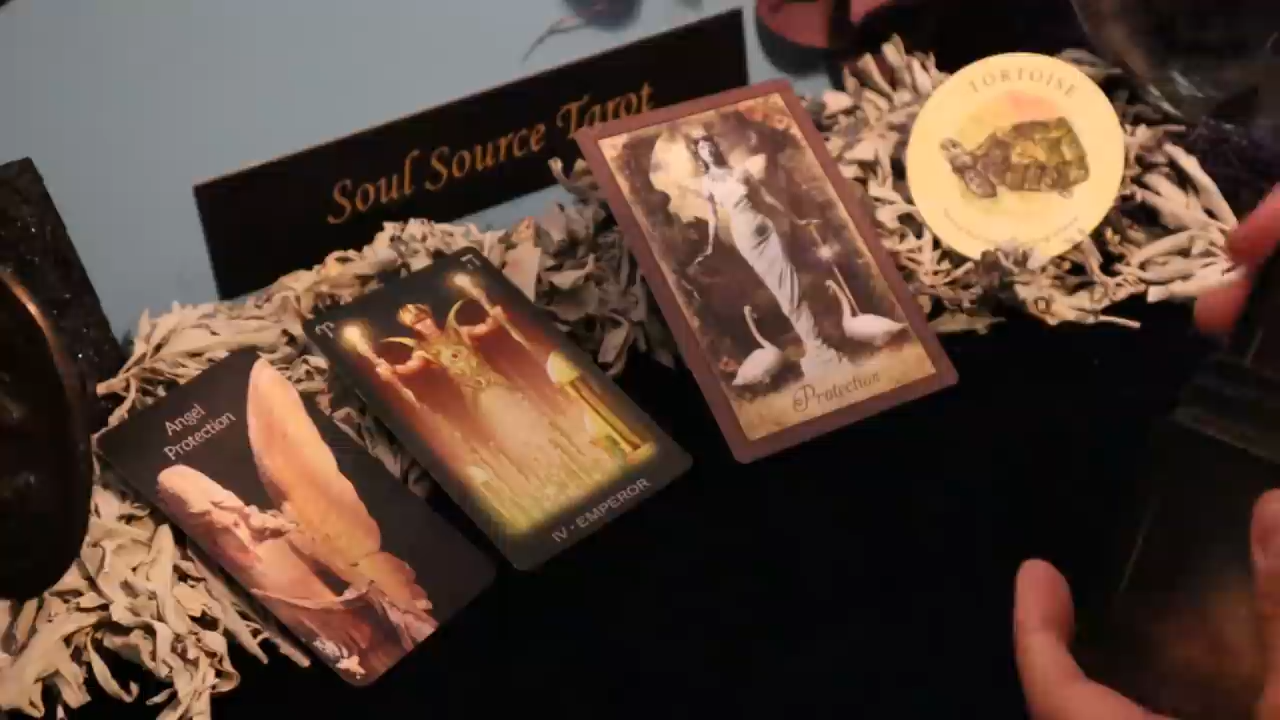 Soul Source Tarot
TORTOISE
Protection
Angel
Protection
IV · EMPEROR